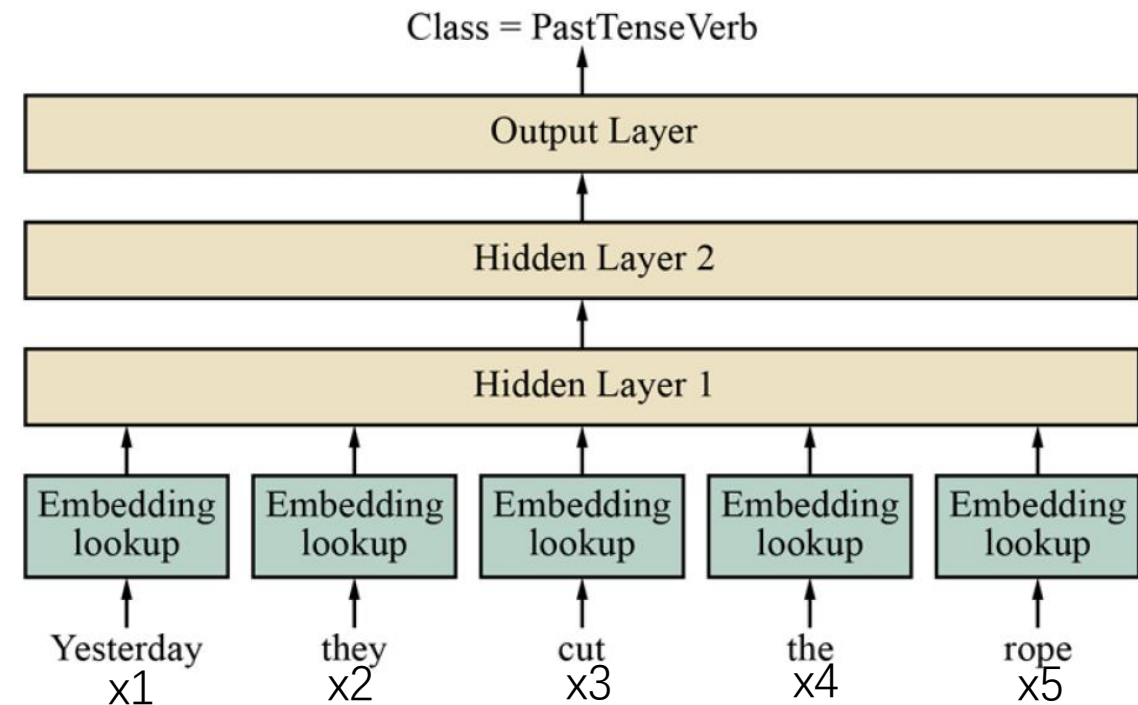 Class = PastTenseVerb
Output Layer
Hidden Layer 2
Hidden Layer 1
Embedding lookup
Embedding lookup
Embedding lookup
Embedding lookup
Embedding lookup
Yesterday they cut the rope
x1 x2 x3 x4 x5